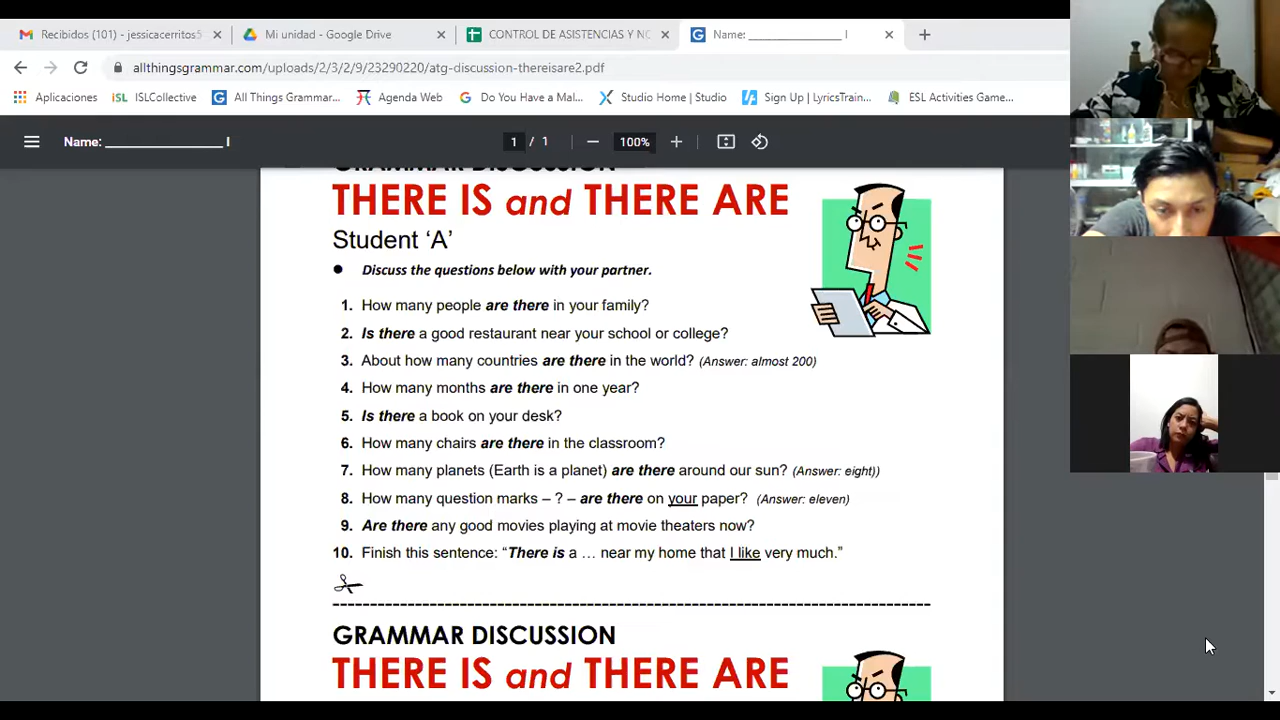 Recibidos (101) - jessicacerritos5
Mi unidad - Google Drive
CONTROL DE ASISTENCIAS Y NO
Name: __________________ I
allthingsgrammar.com/uploads/2/3/2/9/23290220/atg-discussion-thereisare2.pdf
Aplicaciones
iSL ISLCollective
All Things Grammar...
Agenda Web
Do You Have a Mal...
Studio Home | Studio
Sign Up | LyricsTrain...
ESL Activities Game...
Name: __________________ I
1 / 1
100%
GRAMMAR DISCUSSION
THERE IS and THERE ARE
Student ‘A’
● Discuss the questions below with your partner.
1. How many people are there in your family?
2. Is there a good restaurant near your school or college?
3. About how many countries are there in the world? (Answer: almost 200)
4. How many months are there in one year?
5. Is there a book on your desk?
6. How many chairs are there in the classroom?
7. How many planets (Earth is a planet) are there around our sun? (Answer: eight))
8. How many question marks – ? – are there on your paper? (Answer: eleven)
9. Are there any good movies playing at movie theaters now?
10. Finish this sentence: “There is a … near my home that I like very much.”
GRAMMAR DISCUSSION
THERE IS and THERE ARE